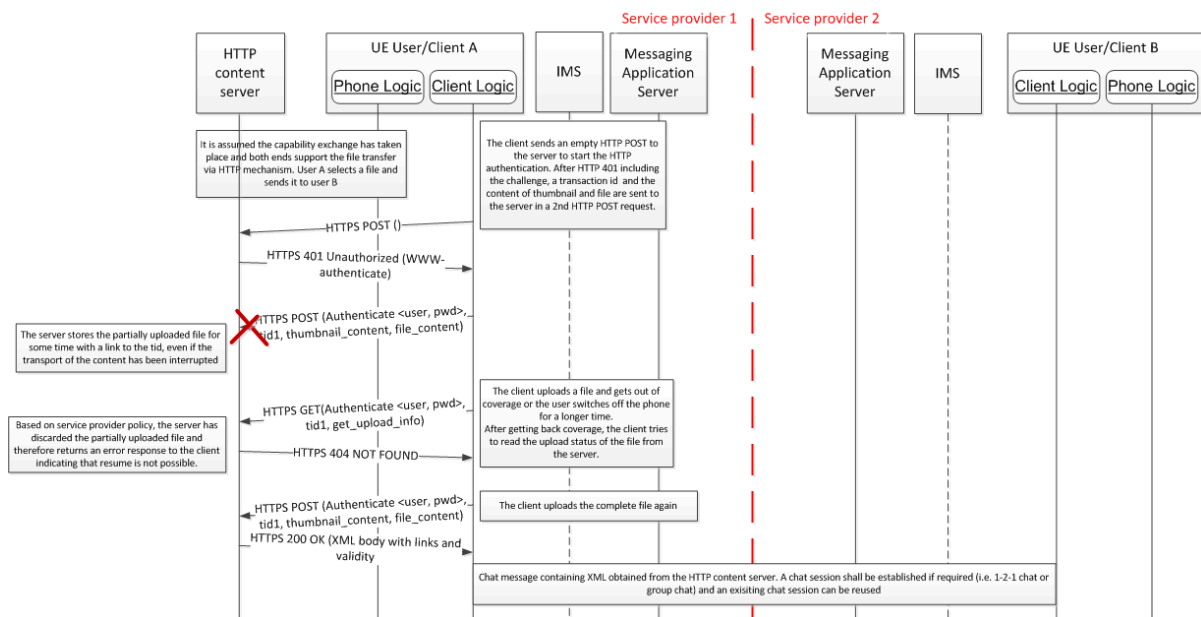 Service provider 1
Service provider 2
HTTP
content
server
UE User/Client A
Phone Logic
Client Logic
IMS
Messaging
Application
Server
Messaging
Application
Server
IMS
UE User/Client B
Client Logic
Phone Logic
It is assumed the capability exchange has taken
place and both ends support the file transfer
via HTTP mechanism. User A selects a file and
sends it to user B
The client sends an empty HTTP POST to
the server to start the HTTP
authentication. After HTTP 401 including
the challenge, a transaction id and the
content of thumbnail and file are sent to
the server in a 2nd HTTP POST request.
HTTPS POST ()
HTTPS 401 Unauthorized (WWW-
authenticate)
HTTPS POST (Authenticate <user, pwd>,
tid1, thumbnail_content, file_content)
The server stores the partially uploaded file for
some time with a link to the tid, even if the
transport of the content has been interrupted
The client uploads a file and gets out of
coverage or the user switches off the phone
for a longer time.
After getting back coverage, the client tries
to read the upload status of the file from
the server.
HTTPS GET(Authenticate <user, pwd>,
tid1, get_upload_info)
Based on service provider policy, the server has
discarded the partially uploaded file and
therefore returns an error response to the client
indicating that resume is not possible.
HTTPS 404 NOT FOUND
HTTPS POST (Authenticate <user, pwd>,
tid1, thumbnail_content, file_content)
The client uploads the complete file again
HTTPS 200 OK (XML body with links and
validity
Chat message containing XML obtained from the HTTP content server. A chat session shall be established if required (i.e. 1-2-1 chat or
group chat) and an exisiting chat session can be reused